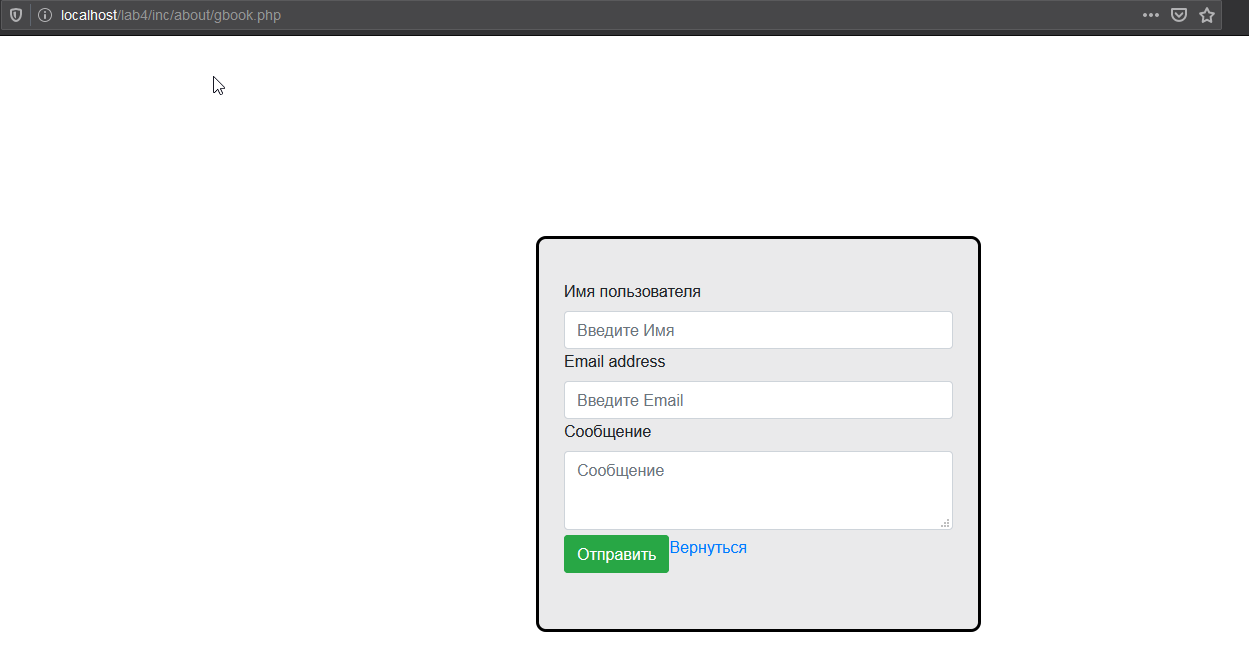 localhost/lab4/inc/about/gbook.php
Имя пользователя
Введите Имя
Email address
Введите Email
Сообщение
Сообщение
Отправить Вернуться